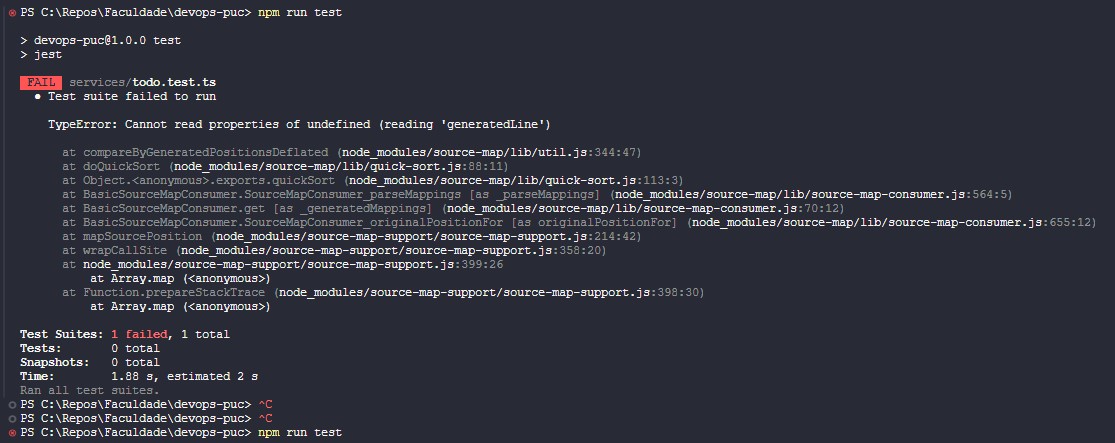 PS C:\Repos\Faculdade\devops-puc> npm run test
> devops-puc@1.0.0 test
> jest
FAIL services/todo.test.ts
● Test suite failed to run
TypeError: Cannot read properties of undefined (reading 'generatedLine')
at compareByGeneratedPositionsDeflated (node_modules/source-map/lib/util.js:344:47)
at doQuickSort (node_modules/source-map/lib/quick-sort.js:88:11)
at Object.<anonymous>.exports.quickSort (node_modules/source-map/lib/quick-sort.js:113:3)
at BasicSourceMapConsumer.SourceMapConsumer_parseMappings [as _parseMappings] (node_modules/source-map/lib/source-map-consumer.js:564:5)
at BasicSourceMapConsumer.get [as _generatedMappings] (node_modules/source-map/lib/source-map-consumer.js:70:12)
at BasicSourceMapConsumer.SourceMapConsumer_originalPositionFor [as originalPositionFor] (node_modules/source-map/lib/source-map-consumer.js:655:12)
at mapSourcePosition (node_modules/source-map-support/source-map-support.js:214:42)
at wrapCallSite (node_modules/source-map-support/source-map-support.js:358:20)
at node_modules/source-map-support/source-map-support.js:399:26
at Array.map (<anonymous>)
at Function.prepareStackTrace (node_modules/source-map-support/source-map-support.js:398:30)
at Array.map (<anonymous>)
Test Suites: 1 failed, 1 total
Tests: 0 total
Snapshots: 0 total
Time: 1.88 s, estimated 2 s
Ran all test suites.
PS C:\Repos\Faculdade\devops-puc> ^C
PS C:\Repos\Faculdade\devops-puc> ^C
PS C:\Repos\Faculdade\devops-puc> npm run test